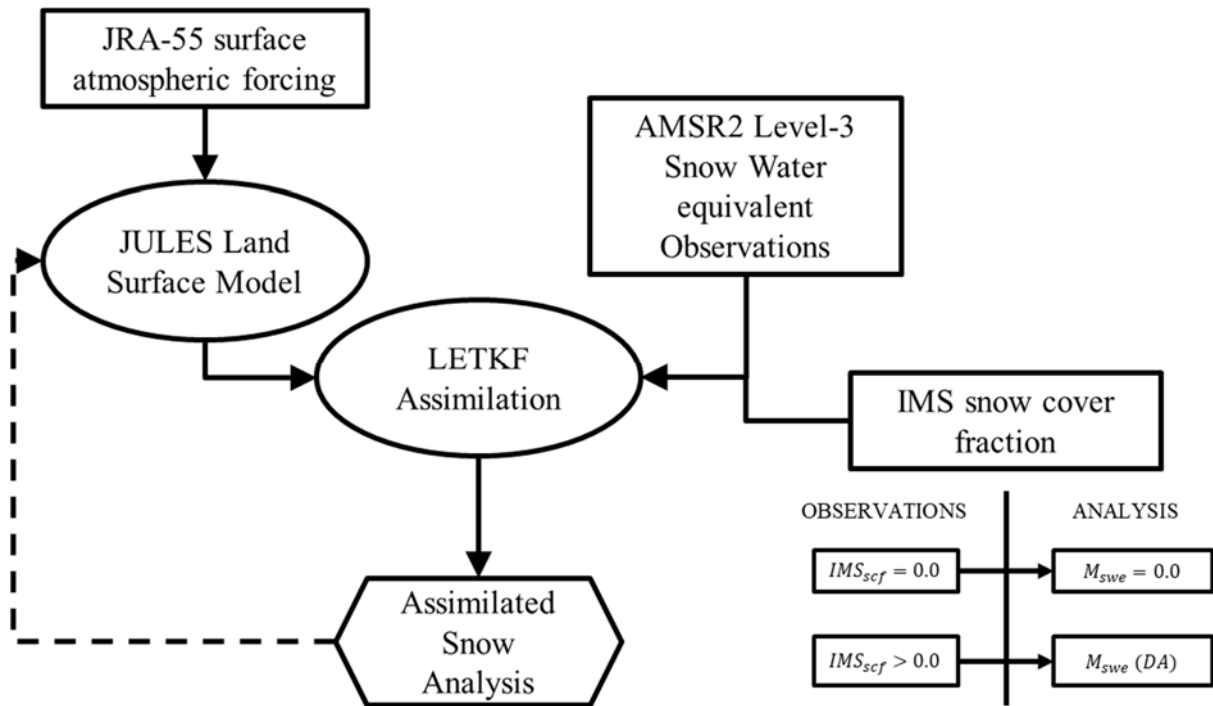 JRA-55 surface
atmospheric forcing
AMSR2 Level-3
Snow Water
equivalent
Observations
JULES Land
Surface Model
LETKF
Assimilation
IMS snow cover
fraction
OBSERVATIONS
ANALYSIS
IMS_scf = 0.0
M_swe = 0.0
IMS_scf > 0.0
M_swe (DA)
Assimilated
Snow
Analysis